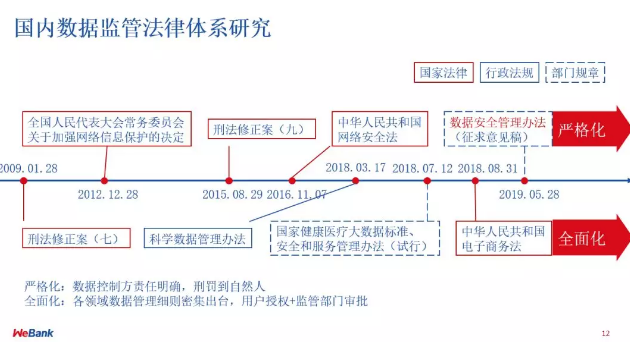 国内数据监管法律体系研究
国家法律
行政法规
部门规章
全国人民代表大会常务委员会
关于加强网络信息保护的决定
刑法修正案（九）
中华人民共和国
网络安全法
数据安全管理办法
（征求意见稿）
严格化
2009.01.28
2012.12.28
2015.08.29
2016.11.07
2018.03.17
2018.07.12
2018.08.31
2019.05.28
刑法修正案（七）
科学数据管理办法
国家健康医疗大数据标准、
安全和服务管理办法（试行）
中华人民共和国
电子商务法
全面化
严格化：数据控制方责任明确，刑罚到自然人
全面化：各领域数据管理细则密集出台，用户授权+监管部门审批
WeBank
12